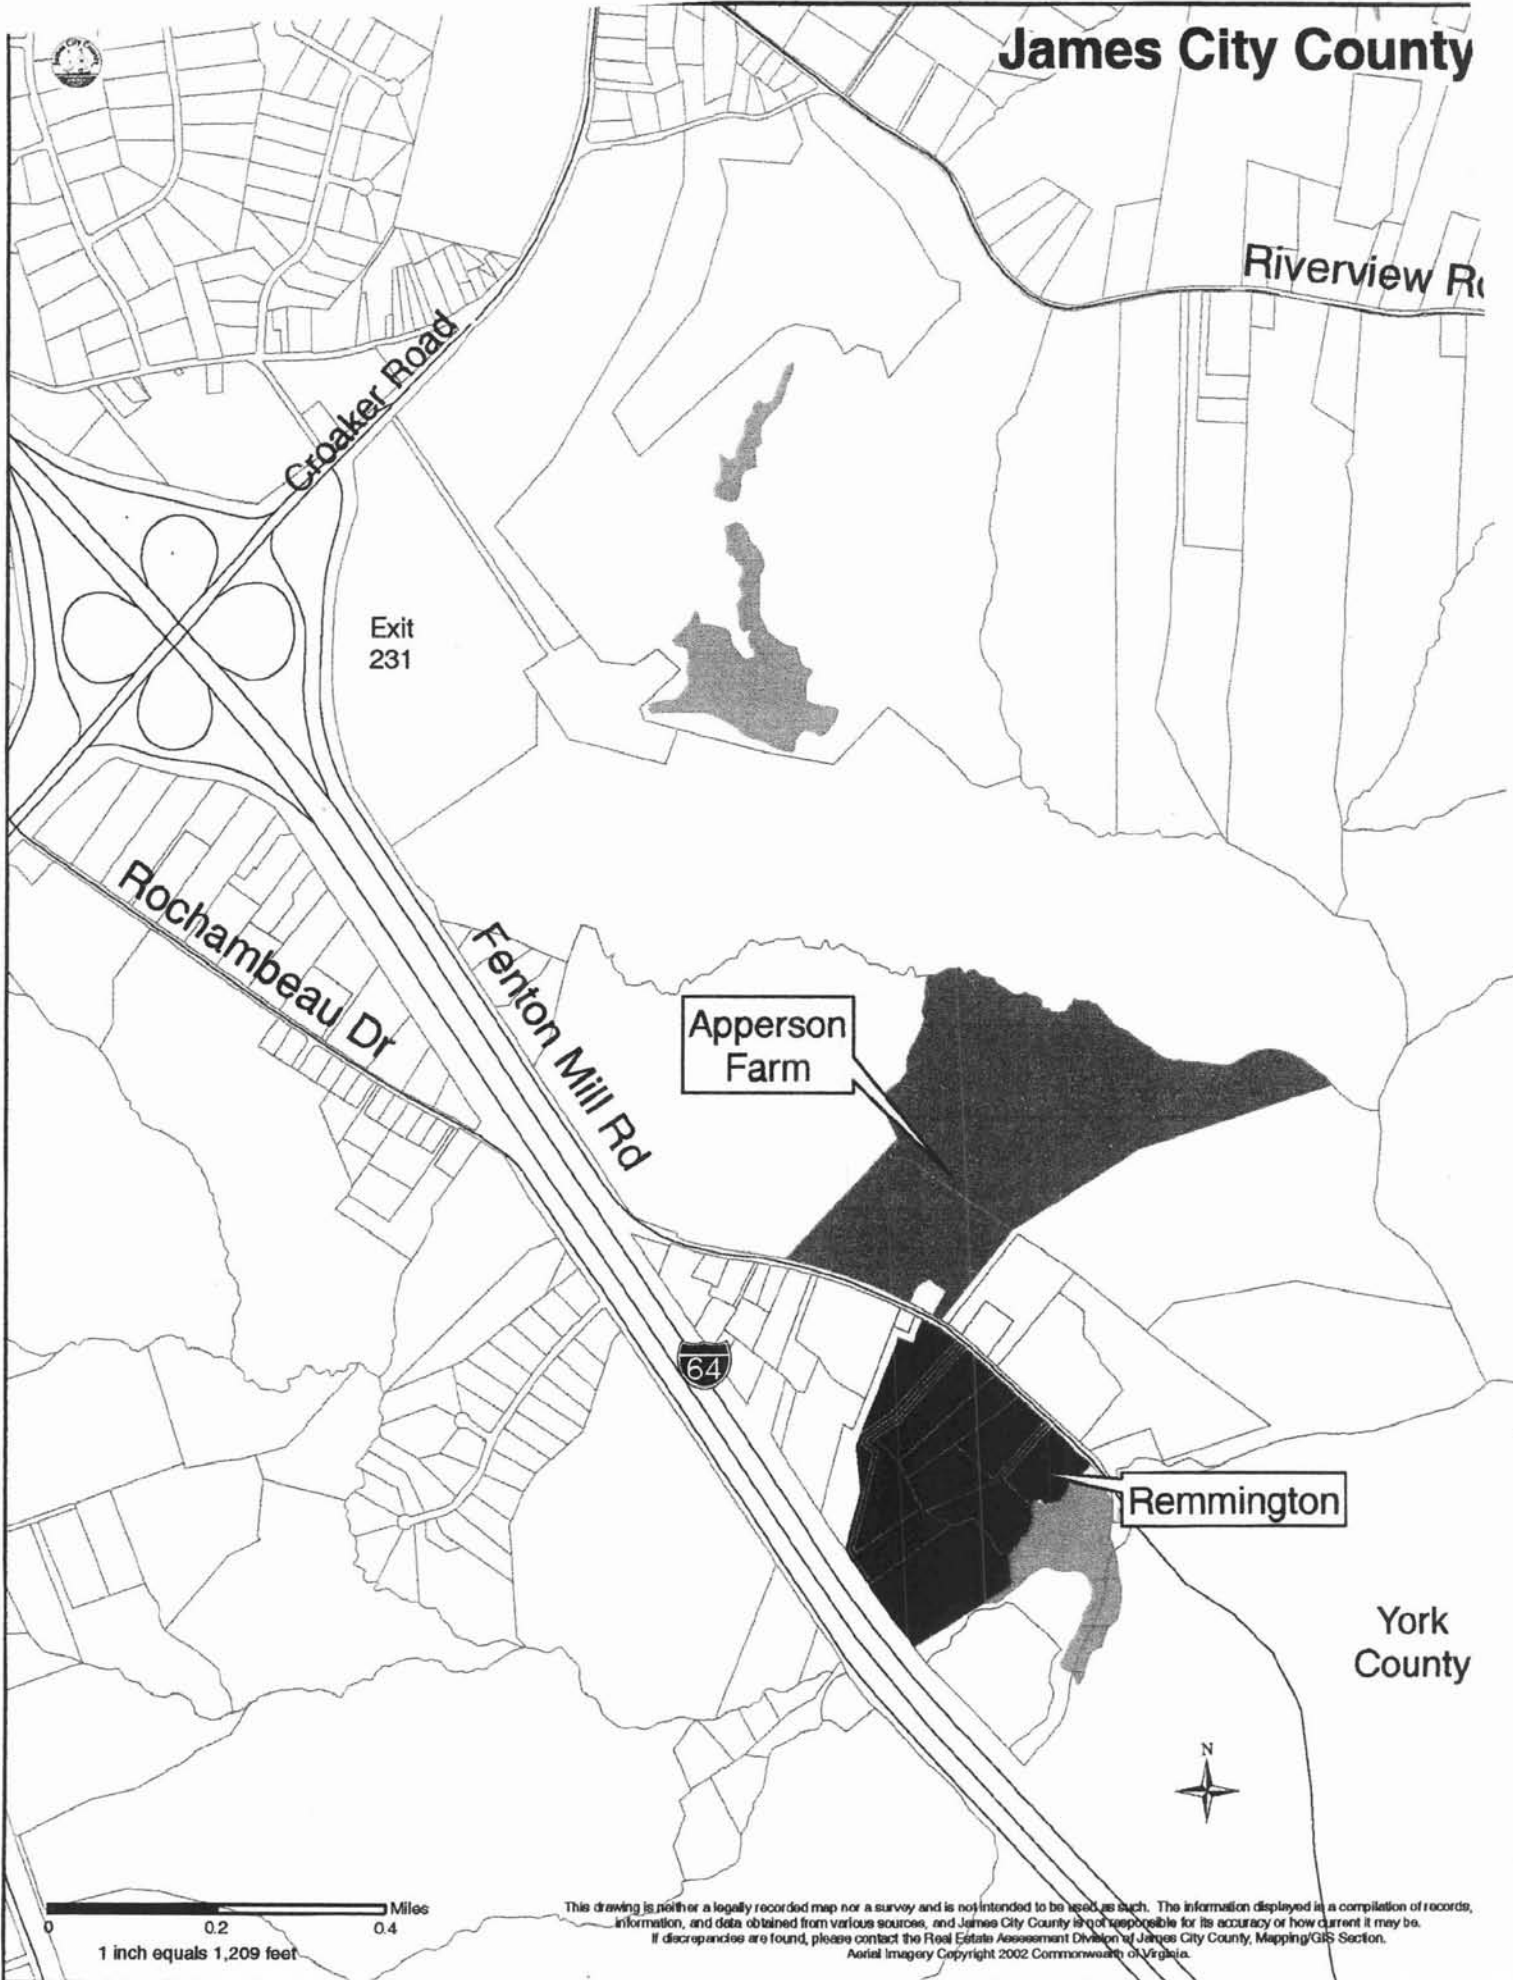 James City County
Riverview
Croaker Road
Exit
231
Rochambeau Dr
Fenton Mill Rd
Apperson
Farm
64
Remmington
York
County
N
Miles
0 0.2 0.4
1 inch equals 1,209 feet
This drawing is neither a legally recorded map nor a survey and is not intended to be used as such. The information displayed is a compilation of records,
information, and data obtained from various sources, and James City County is not responsible for its accuracy or how current it may be.
If discrepancies are found, please contact the Real Estate Assessment Division of James City County, Mapping/GIS Section.
Aerial Imagery Copyright 2002 Commonwealth of Virginia.